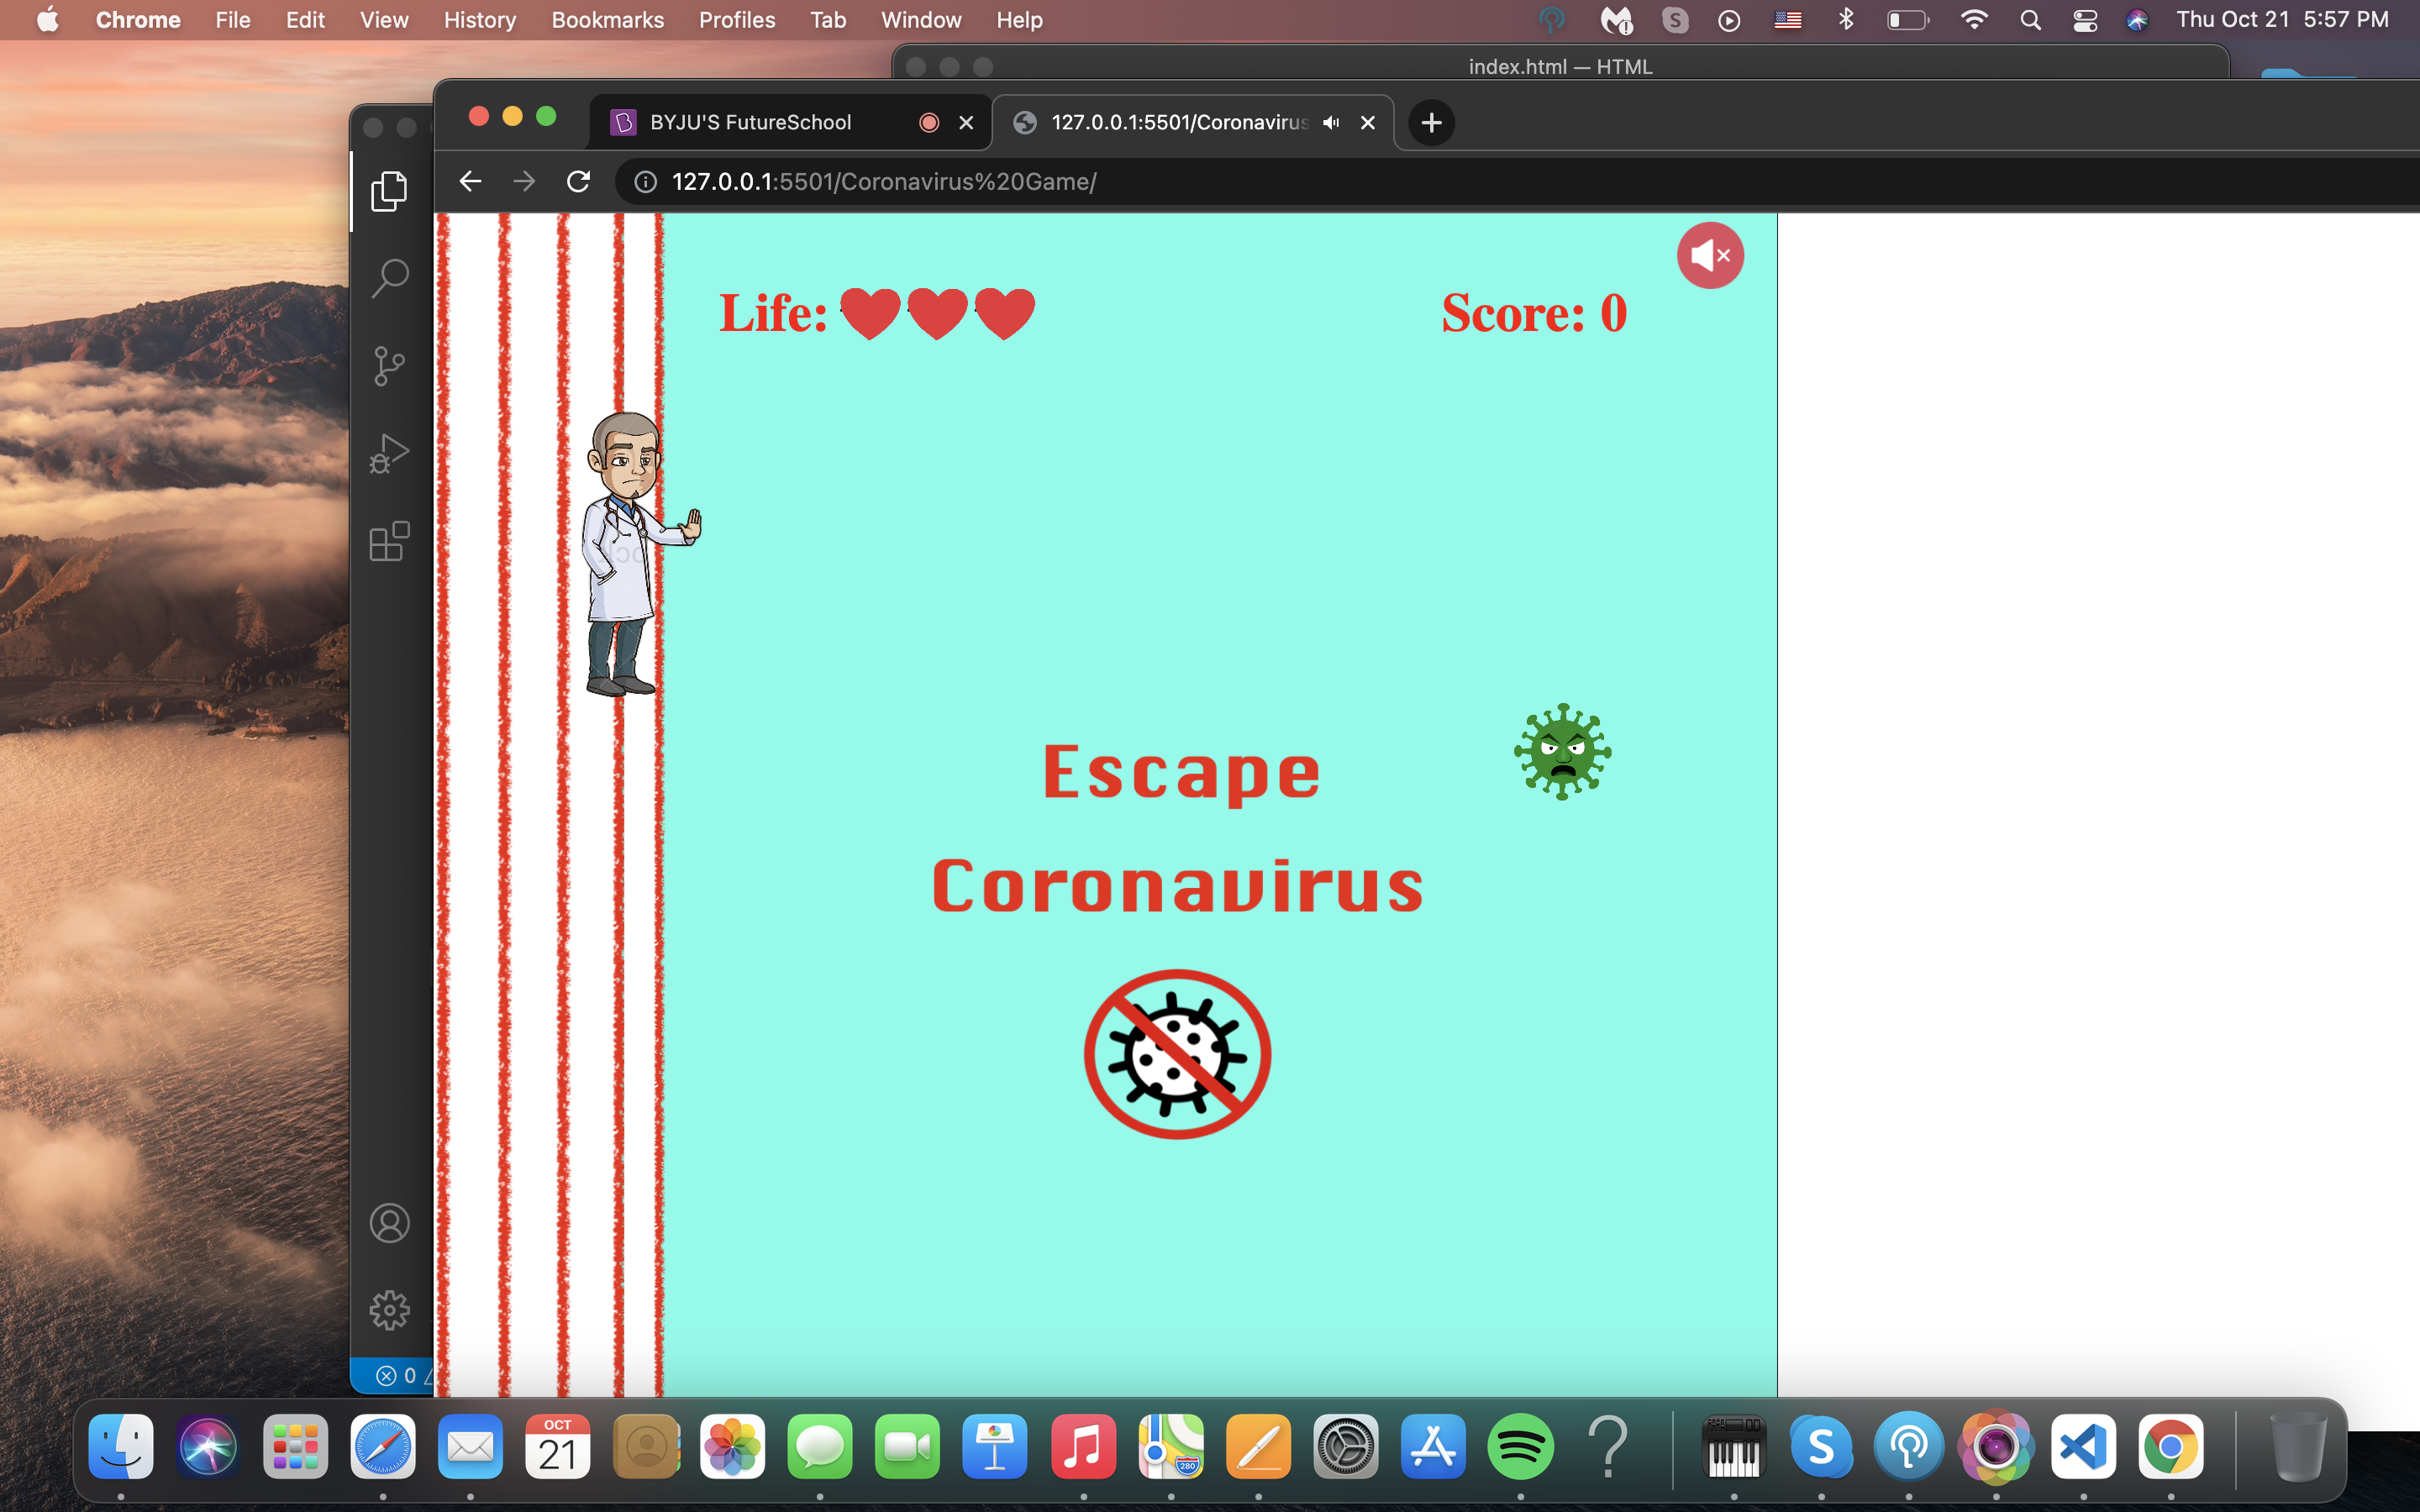 Chrome File Edit View History Bookmarks Profiles Tab Window Help
Thu Oct 21 5:57 PM
index.html — HTML
BYJU'S FutureSchool
127.0.0.1:5501/Coronavirus
127.0.0.1:5501/Coronavirus%20Game/
Life:
Score: 0
Escape
Coronavirus
0
OCT
21
280